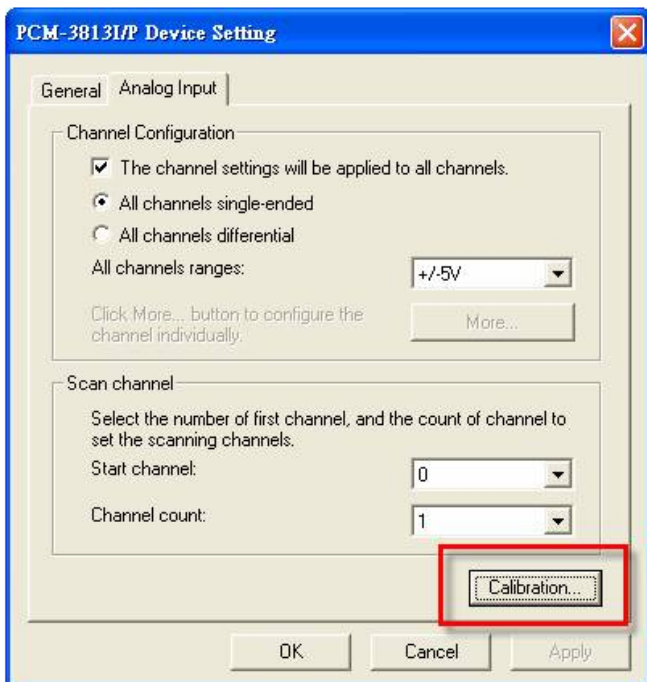 PCM-3813I/P Device Setting
General
Analog Input
Channel Configuration
The channel settings will be applied to all channels.
All channels single-ended
All channels differential
All channels ranges:
+/-5V
Click More... button to configure the
channel individually.
More...
Scan channel
Select the number of first channel, and the count of channel to
set the scanning channels.
Start channel:
0
Channel count:
1
Calibration...
OK
Cancel
Apply